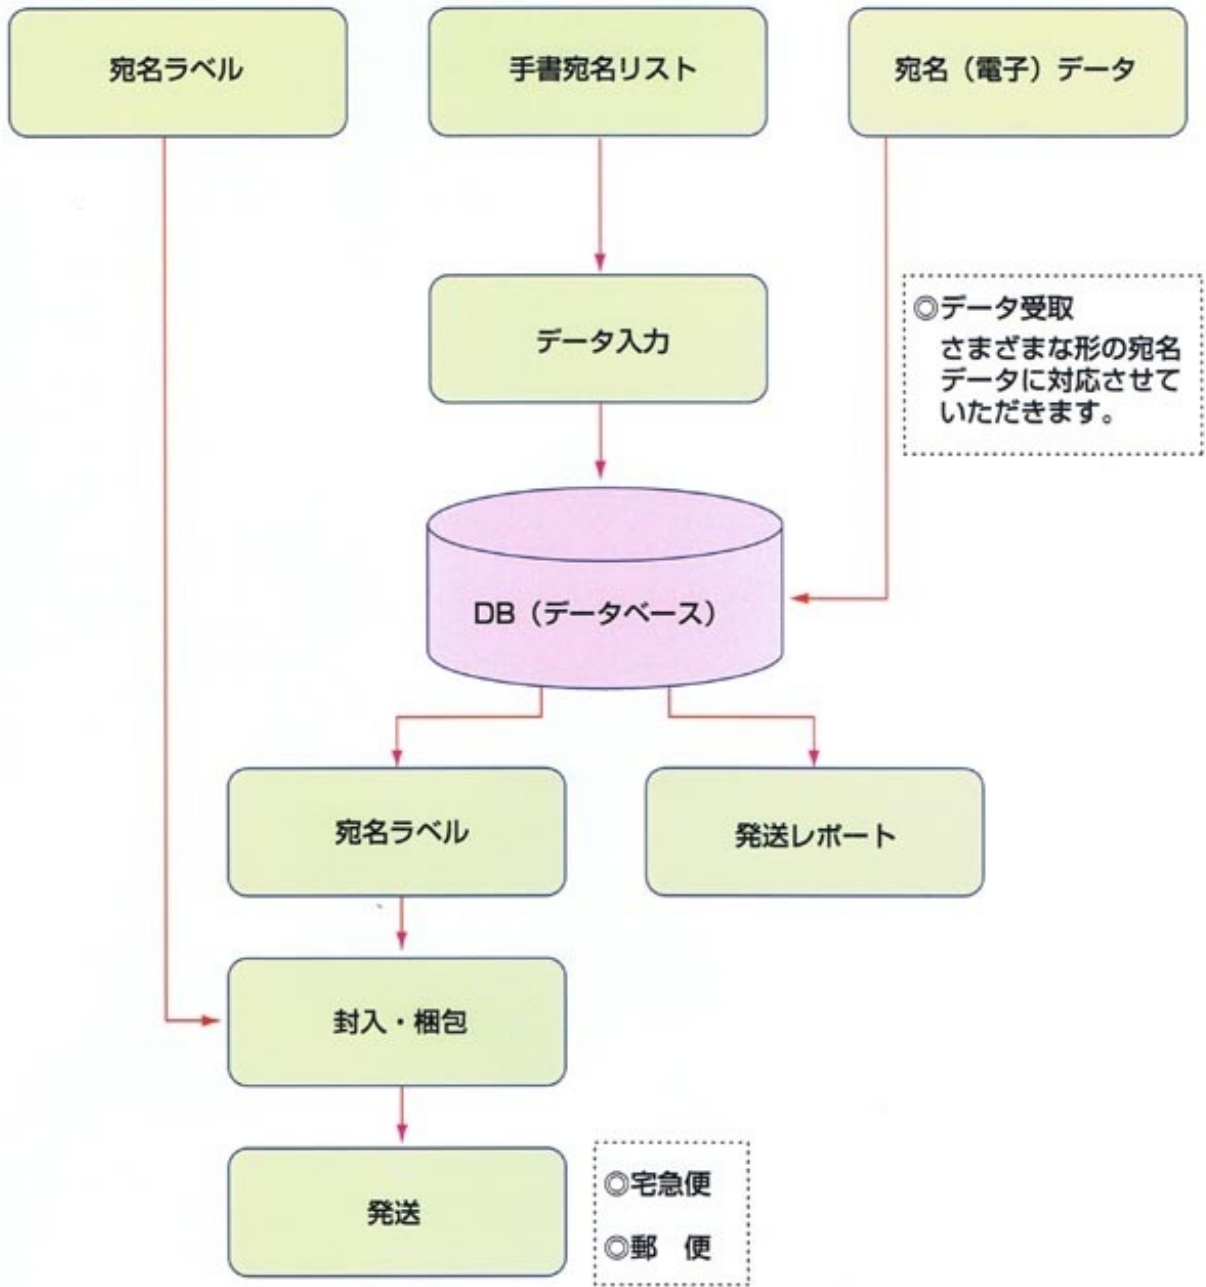 宛名ラベル
手書宛名リスト
宛名（電子）データ
データ入力
◎データ受取
さまざまな形の宛名
データに対応させて
いただきます。
DB（データベース）
宛名ラベル
発送レポート
封入・梱包
発送
◎宅急便
◎郵　便